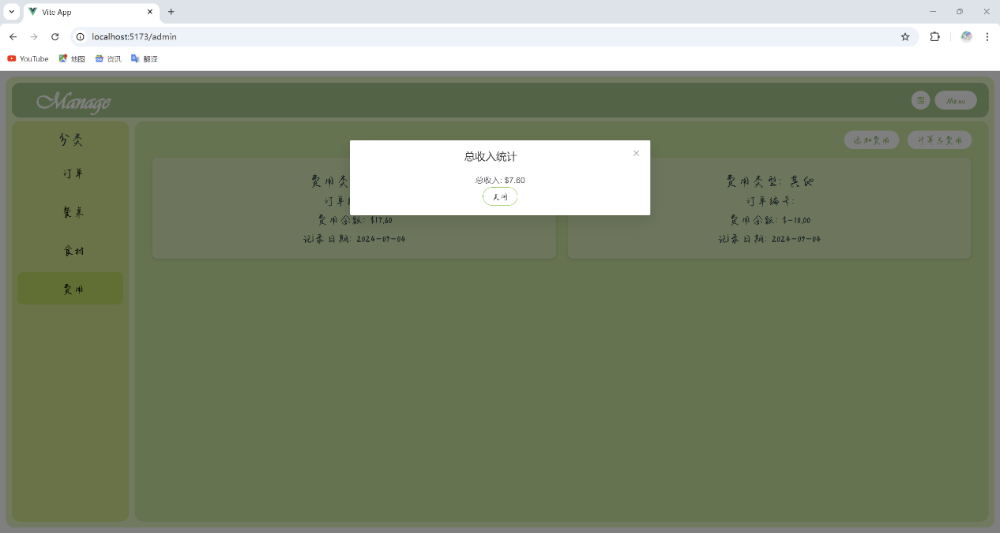 Vite App
localhost:5173/admin
YouTube 地图 资讯 翻译
Manage
Menu
分类
订单
餐桌
食材
费用
添加费用 计算总费用
总收入统计
总收入: $7.60
关闭
费用类
订单
费用金额: $17.60
记录日期: 2024-09-04
费用类型: 其他
订单编号:
费用金额: $-10.00
记录日期: 2024-09-04